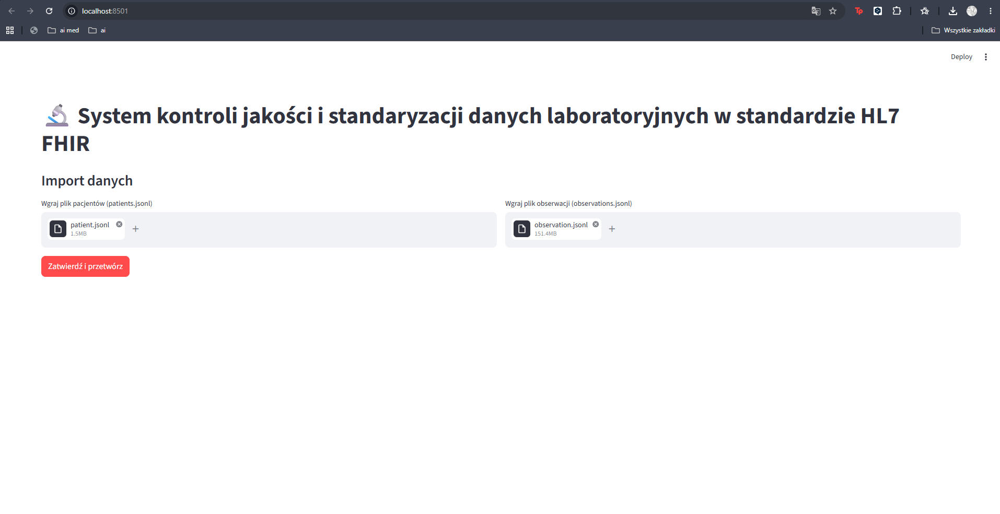 localhost:8501
Tp
ai med
ai
Wszystkie zakładki
Deploy
System kontroli jakości i standaryzacji danych laboratoryjnych w standardzie HL7
FHIR
Import danych
Wgraj plik pacjentów (patients.jsonl)
Wgraj plik obserwacji (observations.jsonl)
patient.jsonl
1.5MB
observation.jsonl
151.4MB
Zatwierdź i przetwórz